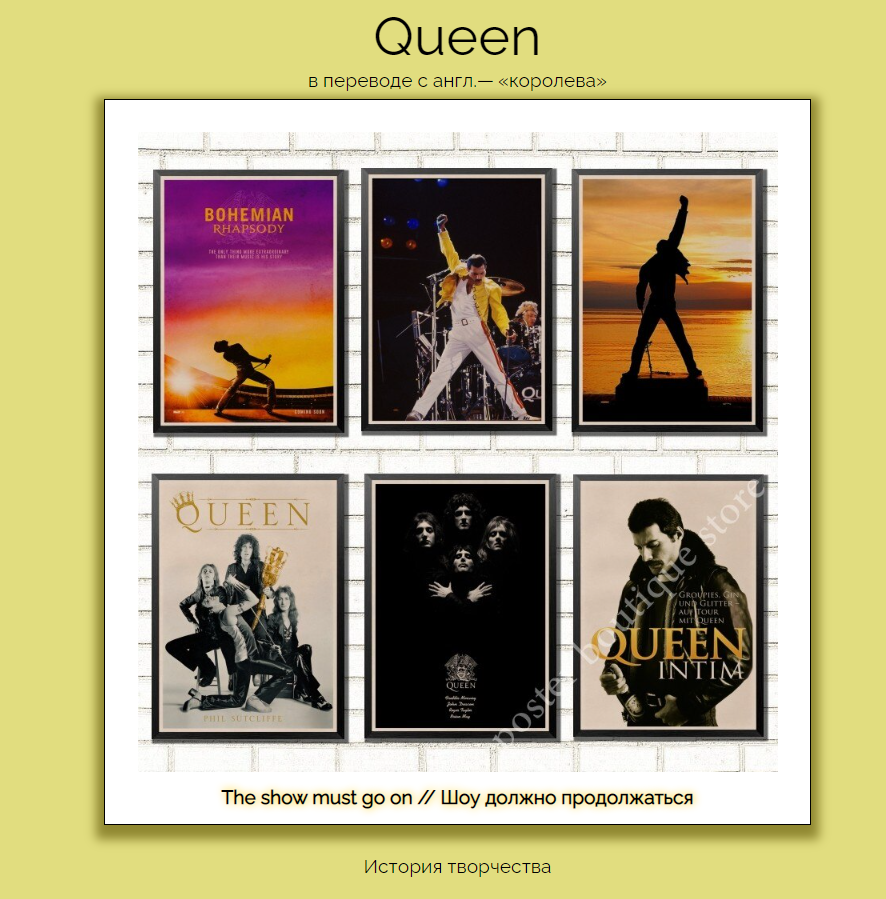 Queen
в переводе с англ.— «королева»
BOHEMIAN
RHAPSODY
THE ONLY THING MORE EXTRAORDINARY
THAN THEIR MUSIC IS HIS STORY
COMING SOON
Qu
QUEEN
PHIL SUTCLIFFE
QUEEN
Freddie Mercury
John Deacon
Roger Taylor
Brian May
GROUPIES, GIN
UND GLITTER –
AUF TOUR
MIT QUEEN
QUEEN
INTIM
poster boutique store
The show must go on // Шоу должно продолжаться
История творчества